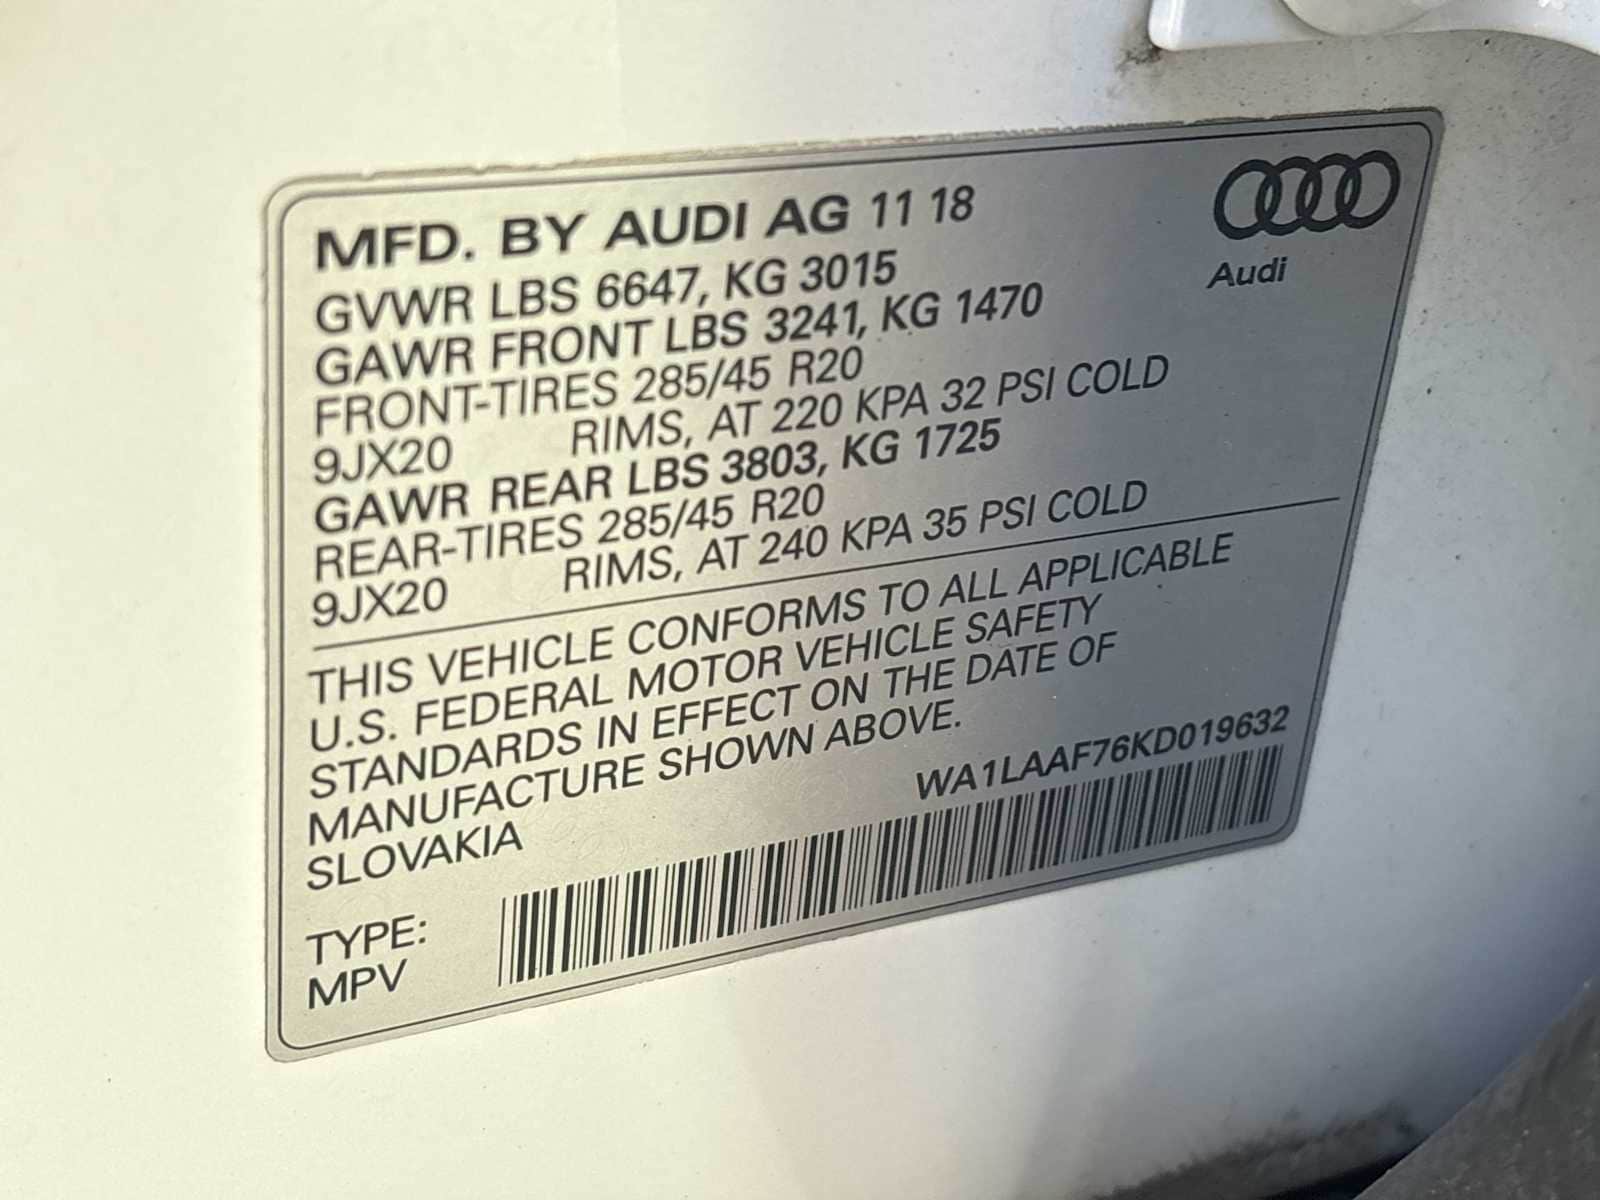 MFD. BY AUDI AG 11 18
Audi
GVWR LBS 6647, KG 3015
GAWR FRONT LBS 3241, KG 1470
FRONT-TIRES 285/45 R20
9JX20 RIMS, AT 220 KPA 32 PSI COLD
GAWR REAR LBS 3803, KG 1725
REAR-TIRES 285/45 R20
9JX20 RIMS, AT 240 KPA 35 PSI COLD
THIS VEHICLE CONFORMS TO ALL APPLICABLE
U.S. FEDERAL MOTOR VEHICLE SAFETY
STANDARDS IN EFFECT ON THE DATE OF
MANUFACTURE SHOWN ABOVE.
SLOVAKIA
WA1LAAF76KD019632
TYPE:
MPV